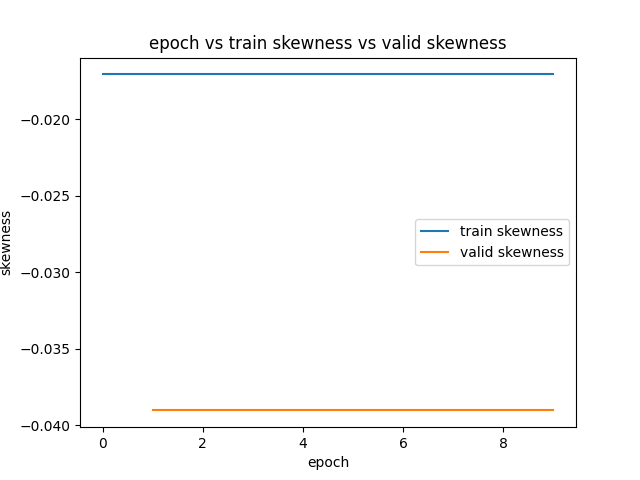 epoch vs train skewness vs valid skewness
skewness
−0.020
−0.025
−0.030
−0.035
−0.040
train skewness
valid skewness
0 2 4 6 8
epoch